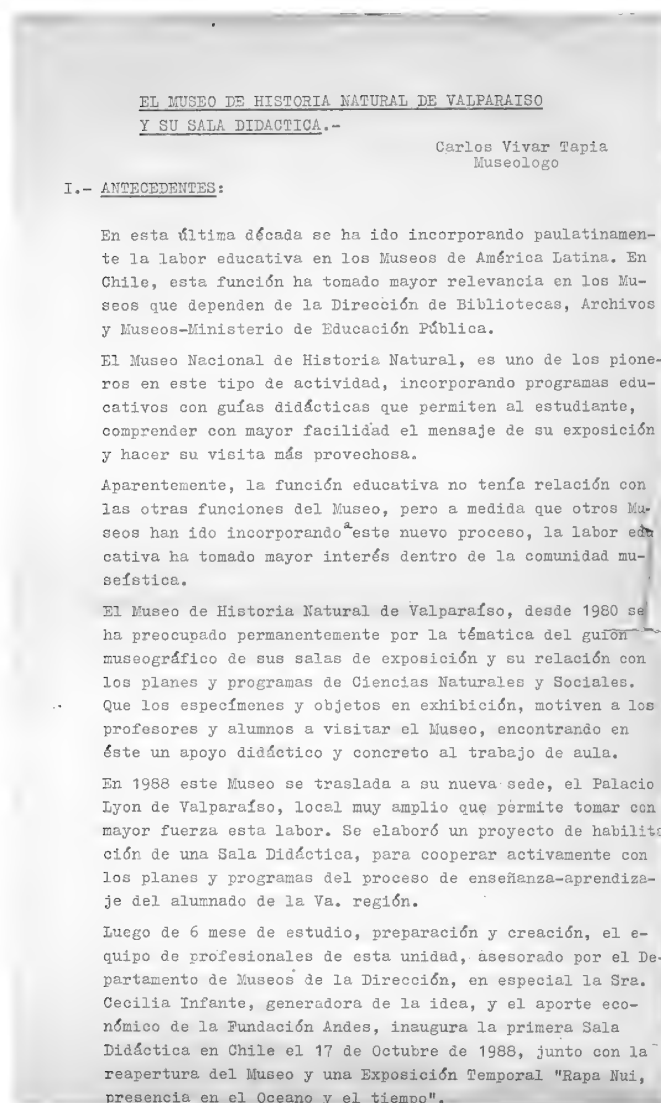 EL MUSEO DE HISTORIA NATURAL DE VALPARAISO
Y SU SALA DIDACTICA.-
Carlos Vivar Tapia
Museologo
I.- ANTECEDENTES:
En esta última década se ha ido incorporando paulatinamen-
te la labor educativa en los Museos de América Latina. En
Chile, esta función ha tomado mayor relevancia en los Mu-
seos que dependen de la Dirección de Bibliotecas, Archivos
y Museos-Ministerio de Educación Pública.
El Museo Nacional de Historia Natural, es uno de los pione-
ros en este tipo de actividad, incorporando programas edu-
cativos con guías didácticas que permiten al estudiante,
comprender con mayor facilidad el mensaje de su exposición
y hacer su visita más provechosa.
Aparentemente, la función educativa no tenía relación con
las otras funciones del Museo, pero a medida que otros Mu-
seos han ido incorporando a este nuevo proceso, la labor edu
cativa ha tomado mayor interés dentro de la comunidad mu-
seística.
El Museo de Historia Natural de Valparaíso, desde 1980 se
ha preocupado permanentemente por la témática del guión
museográfico de sus salas de exposición y su relación con
los planes y programas de Ciencias Naturales y Sociales.
Que los especímenes y objetos en exhibición, motiven a los
profesores y alumnos a visitar el Museo, encontrando en
éste un apoyo didáctico y concreto al trabajo de aula.
En 1988 este Museo se traslada a su nueva sede, el Palacio
Lyon de Valparaíso, local muy amplio que permite tomar con
mayor fuerza esta labor. Se elaboró un proyecto de habilita
ción de una Sala Didáctica, para cooperar activamente con
los planes y programas del proceso de enseñanza-aprendiza-
je del alumnado de la Va. región.
Luego de 6 mese de estudio, preparación y creación, el e-
quipo de profesionales de esta unidad, asesorado por el De-
partamento de Museos de la Dirección, en especial la Sra.
Cecilia Infante, generadora de la idea, y el aporte eco-
nómico de la Fundación Andes, inaugura la primera Sala
Didáctica en Chile el 17 de Octubre de 1988, junto con la
reapertura del Museo y una Exposición Temporal "Rapa Nui,
presencia en el Oceano y el tiempo".